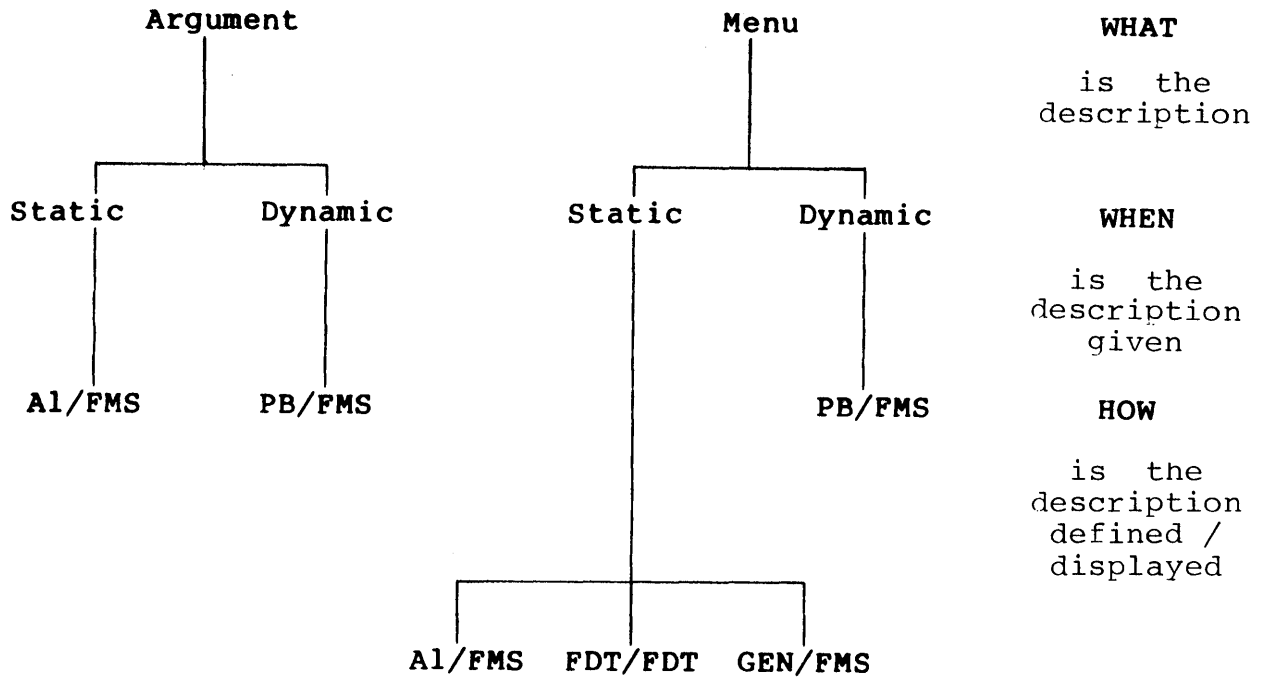 Argument Menu WHAT
is the
description
Static Dynamic Static Dynamic WHEN
is the
description
given
Al/FMS PB/FMS PB/FMS HOW
is the
description
defined /
displayed
Al/FMS FDT/FDT GEN/FMS